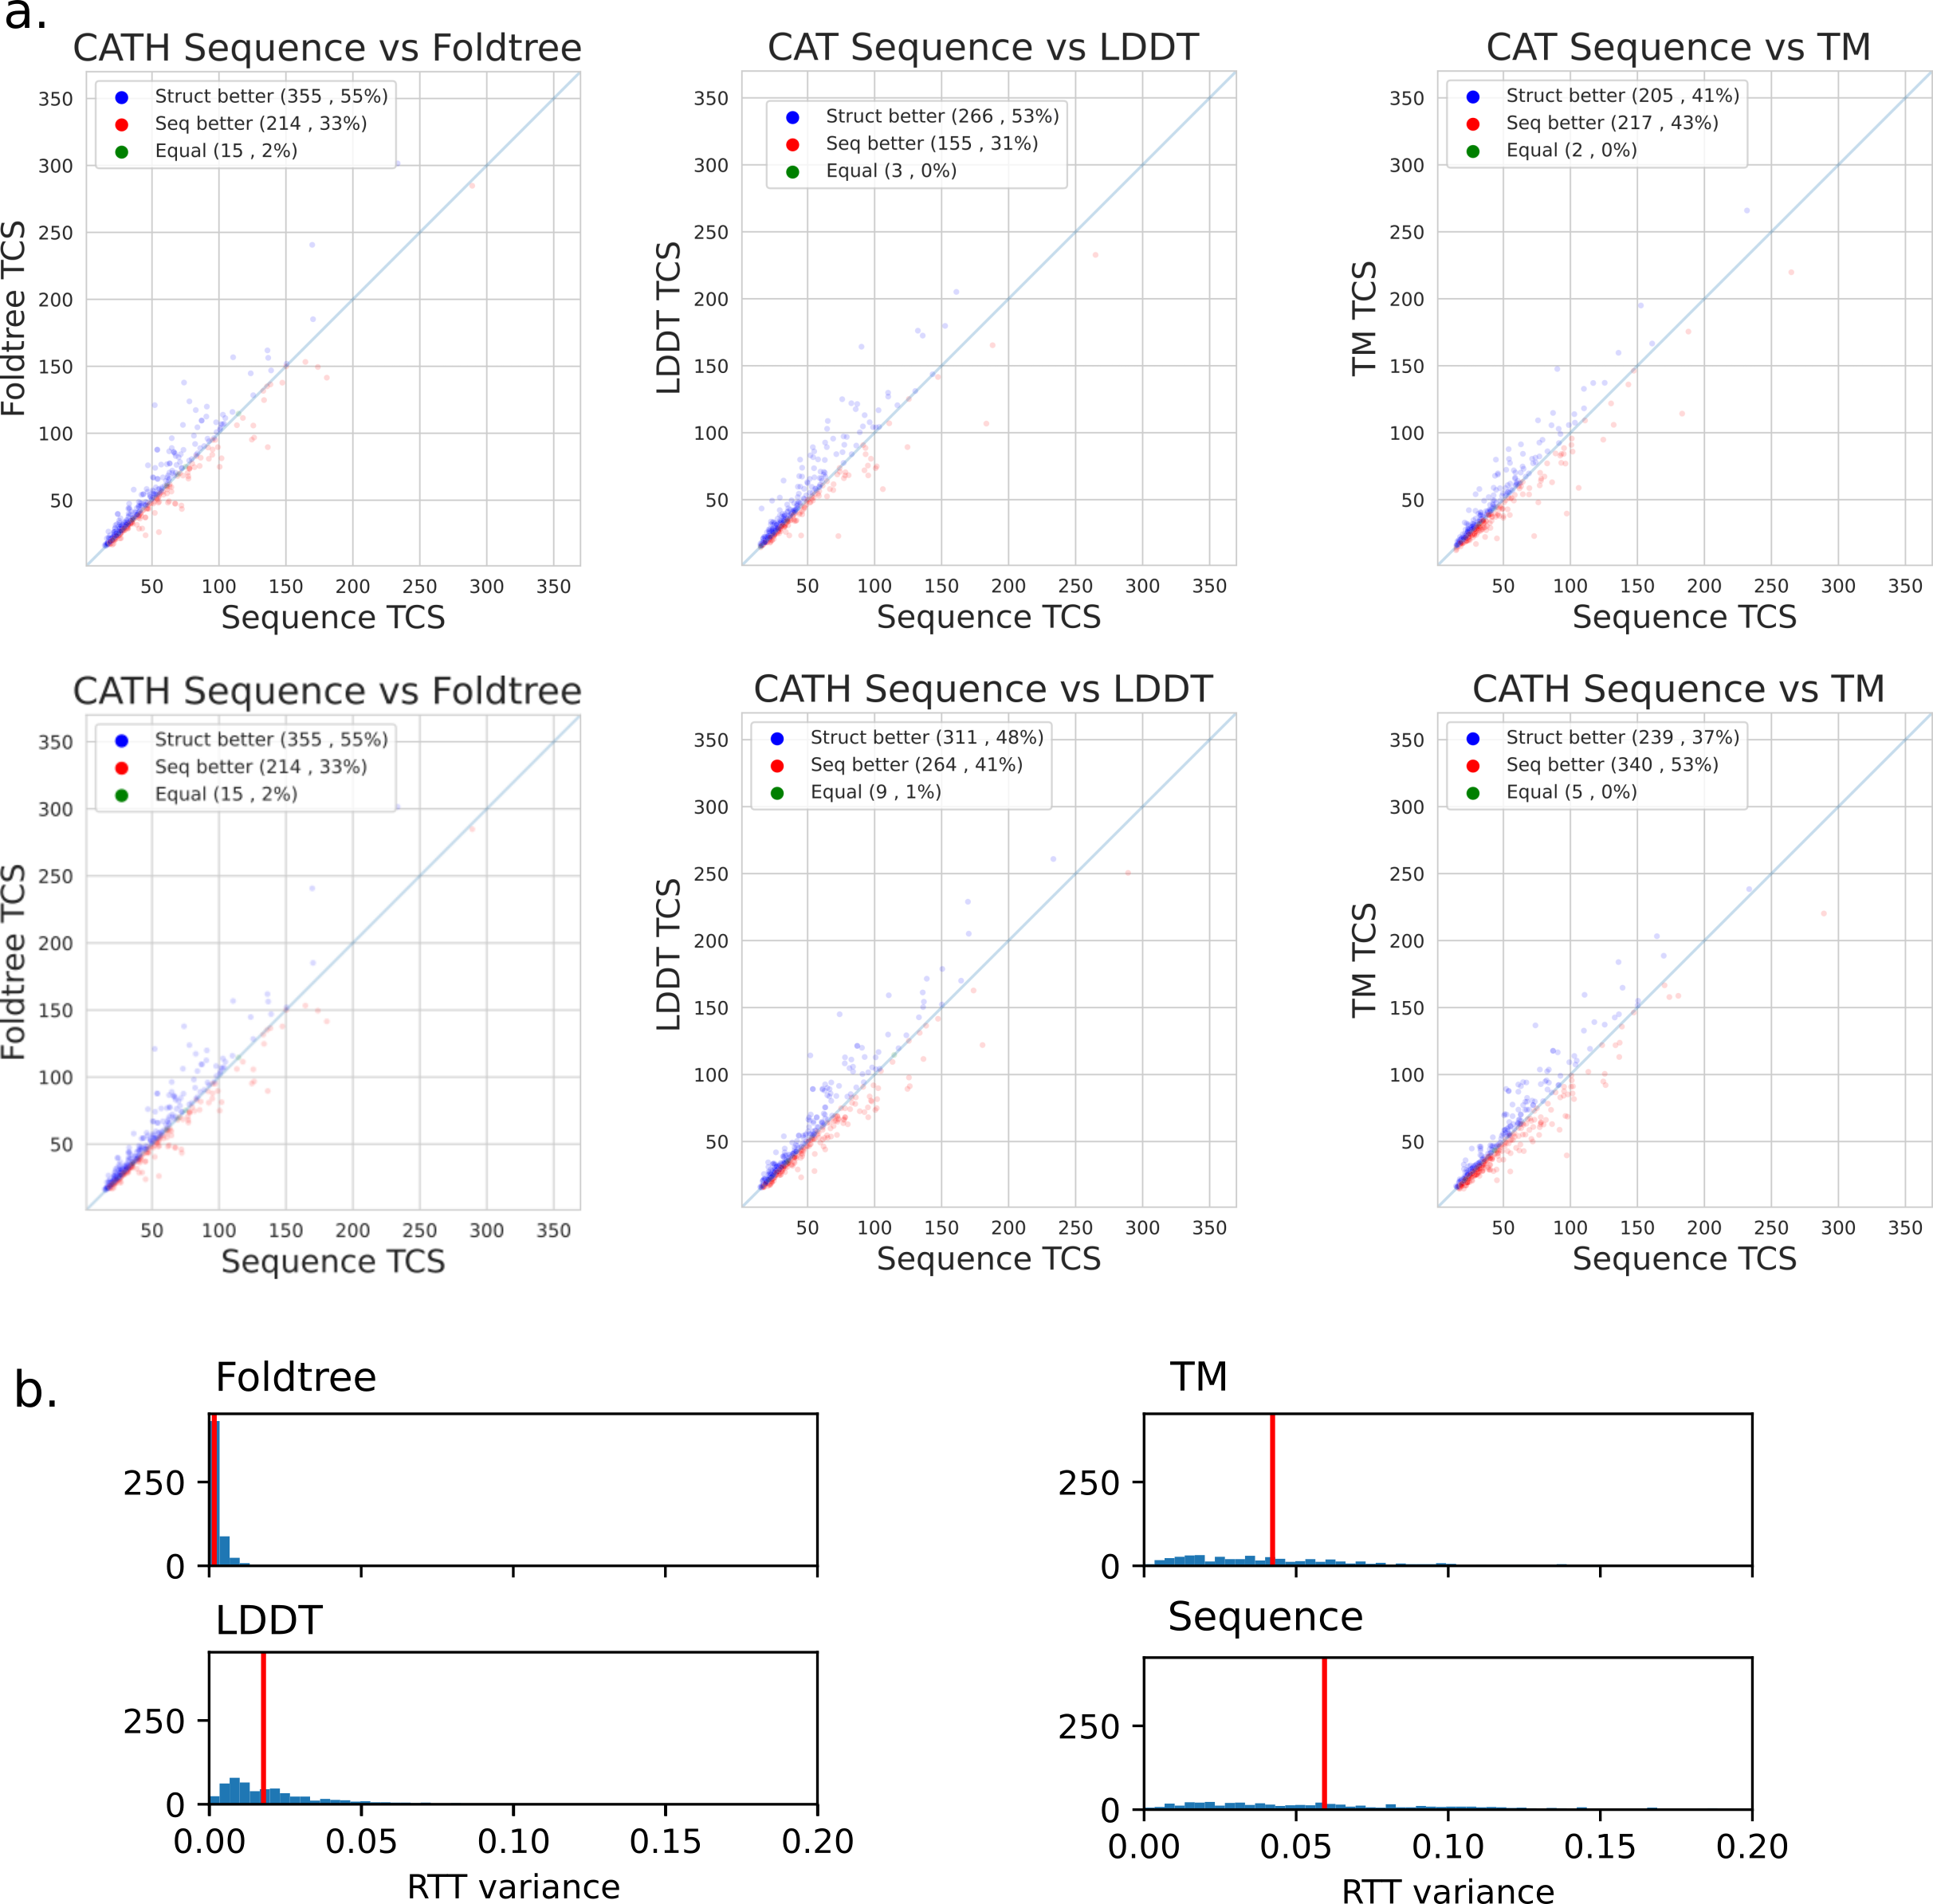 a.
CATH Sequence vs Foldtree
Struct better (355 , 55%)
Seq better (214 , 33%)
Equal (15 , 2%)
350
300
250
200
150
100
50
Foldtree TCS
50 100 150 200 250 300 350
Sequence TCS
CAT Sequence vs LDDT
Struct better (266 , 53%)
Seq better (155 , 31%)
Equal (3 , 0%)
350
300
250
200
150
100
50
LDDT TCS
50 100 150 200 250 300 350
Sequence TCS
CAT Sequence vs TM
Struct better (205 , 41%)
Seq better (217 , 43%)
Equal (2 , 0%)
350
300
250
200
150
100
50
TM TCS
50 100 150 200 250 300 350
Sequence TCS
CATH Sequence vs Foldtree
Struct better (355 , 55%)
Seq better (214 , 33%)
Equal (15 , 2%)
350
300
250
200
150
100
50
Foldtree TCS
50 100 150 200 250 300 350
Sequence TCS
CATH Sequence vs LDDT
Struct better (311 , 48%)
Seq better (264 , 41%)
Equal (9 , 1%)
350
300
250
200
150
100
50
LDDT TCS
50 100 150 200 250 300 350
Sequence TCS
CATH Sequence vs TM
Struct better (239 , 37%)
Seq better (340 , 53%)
Equal (5 , 0%)
350
300
250
200
150
100
50
TM TCS
50 100 150 200 250 300 350
Sequence TCS
b.
Foldtree
250
0
TM
250
0
LDDT
250
0
0.00 0.05 0.10 0.15 0.20
RTT variance
Sequence
250
0
0.00 0.05 0.10 0.15 0.20
RTT variance